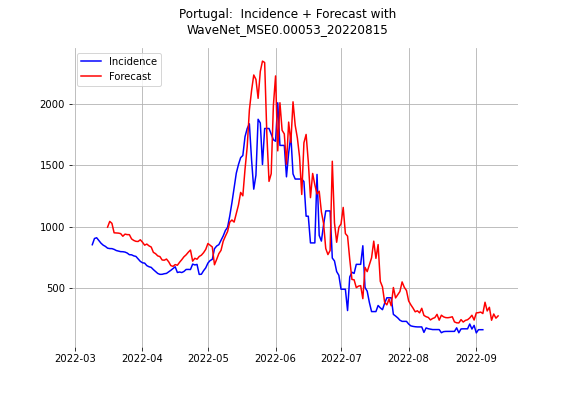 Portugal:  Incidence + Forecast with
WaveNet_MSE0.00053_20220815
Incidence
Forecast
2000
1500
1000
500
2022-03
2022-04
2022-05
2022-06
2022-07
2022-08
2022-09